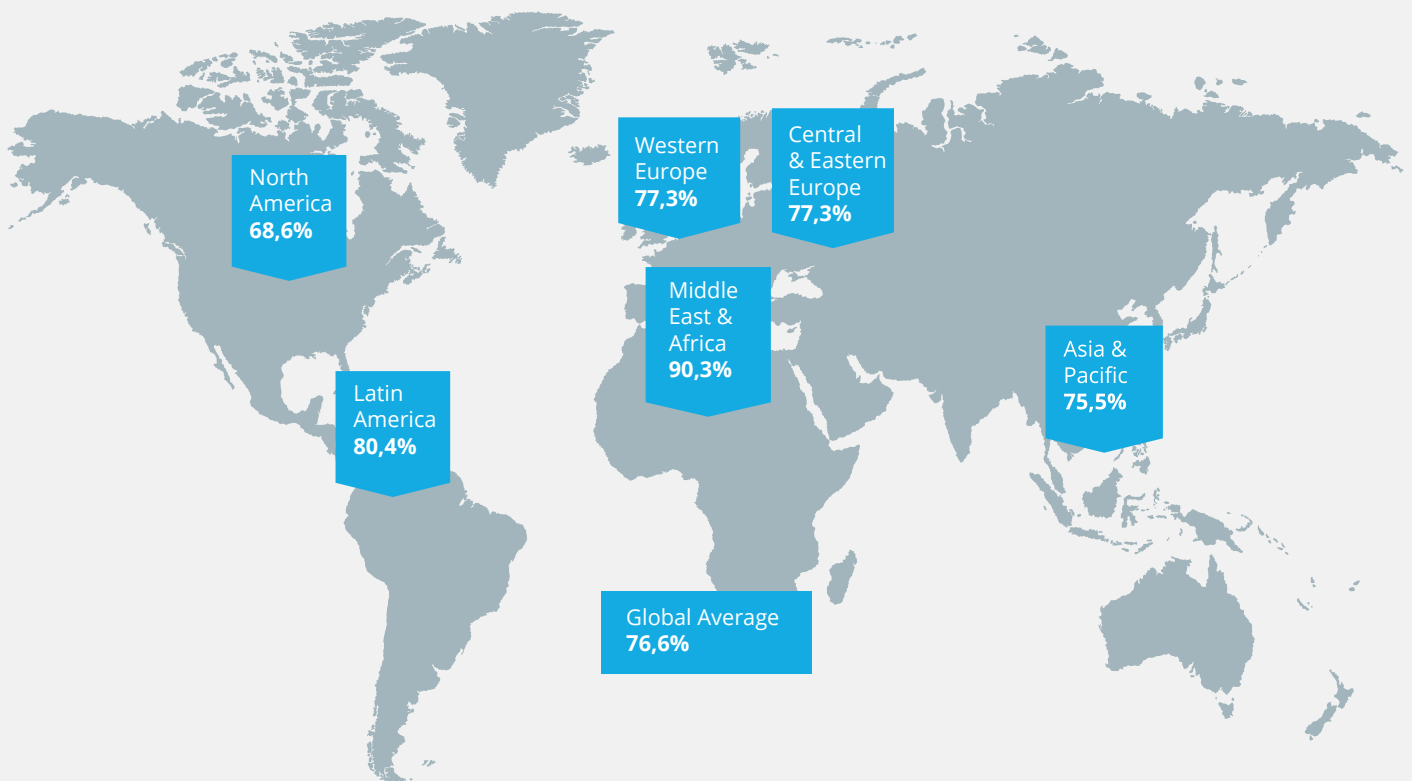 North
America
68,6%
Western
Europe
77,3%
Central
& Eastern
Europe
77,3%
Middle
East &
Africa
90,3%
Asia &
Pacific
75,5%
Latin
America
80,4%
Global Average
76,6%